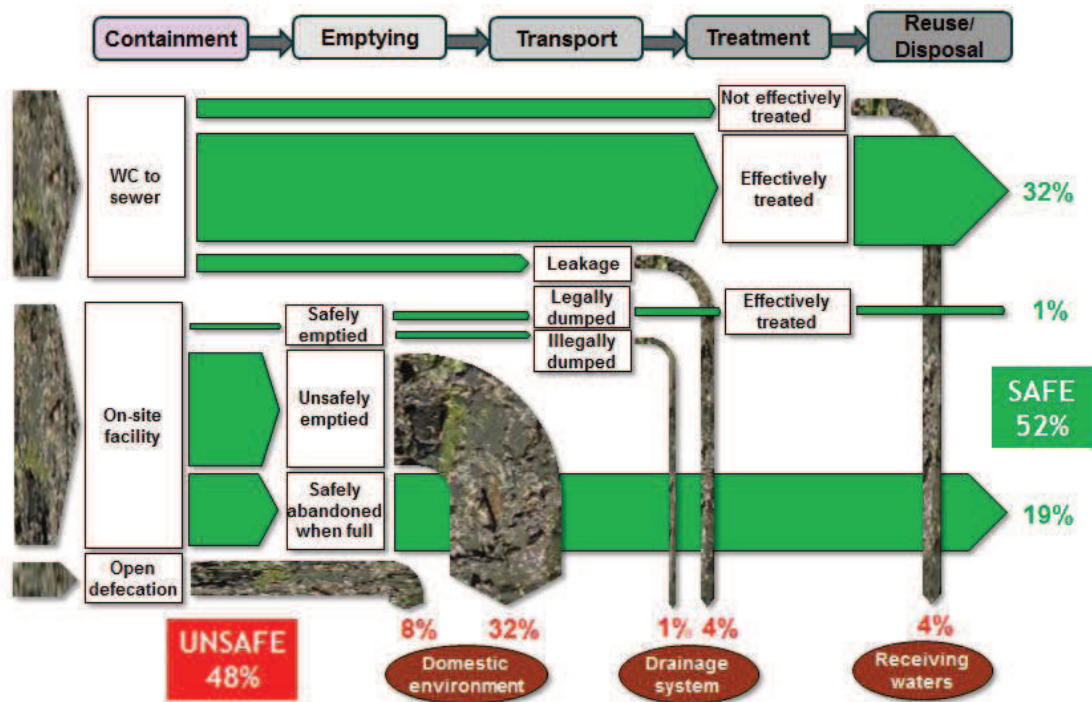 Containment
Emptying
Transport
Treatment
Reuse/
Disposal
Not effectively
treated
WC to
sewer
Effectively
treated
32%
Leakage
Safely
emptied
Legally
dumped
Effectively
treated
1%
Illegally
dumped
On-site
facility
Unsafely
emptied
SAFE
52%
Safely
abandoned
when full
19%
Open
defecation
UNSAFE
48%
8%
32%
1%
4%
4%
Domestic
environment
Drainage
system
Receiving
waters